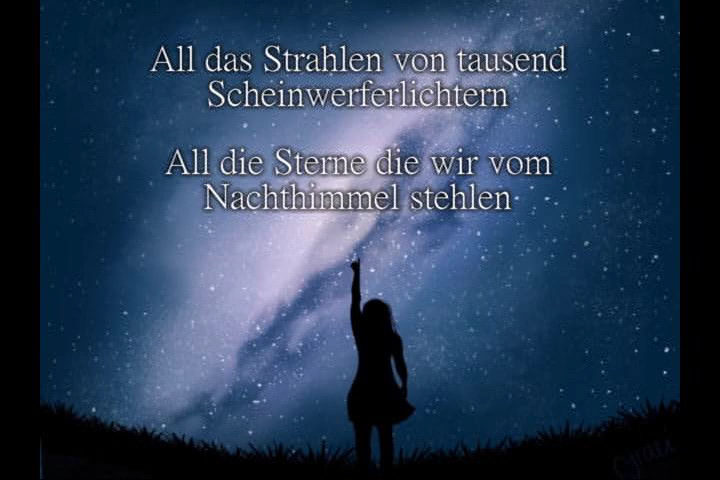 All das Strahlen von tausend
Scheinwerferlichtern
All die Sterne die wir vom
Nachthimmel stehlen